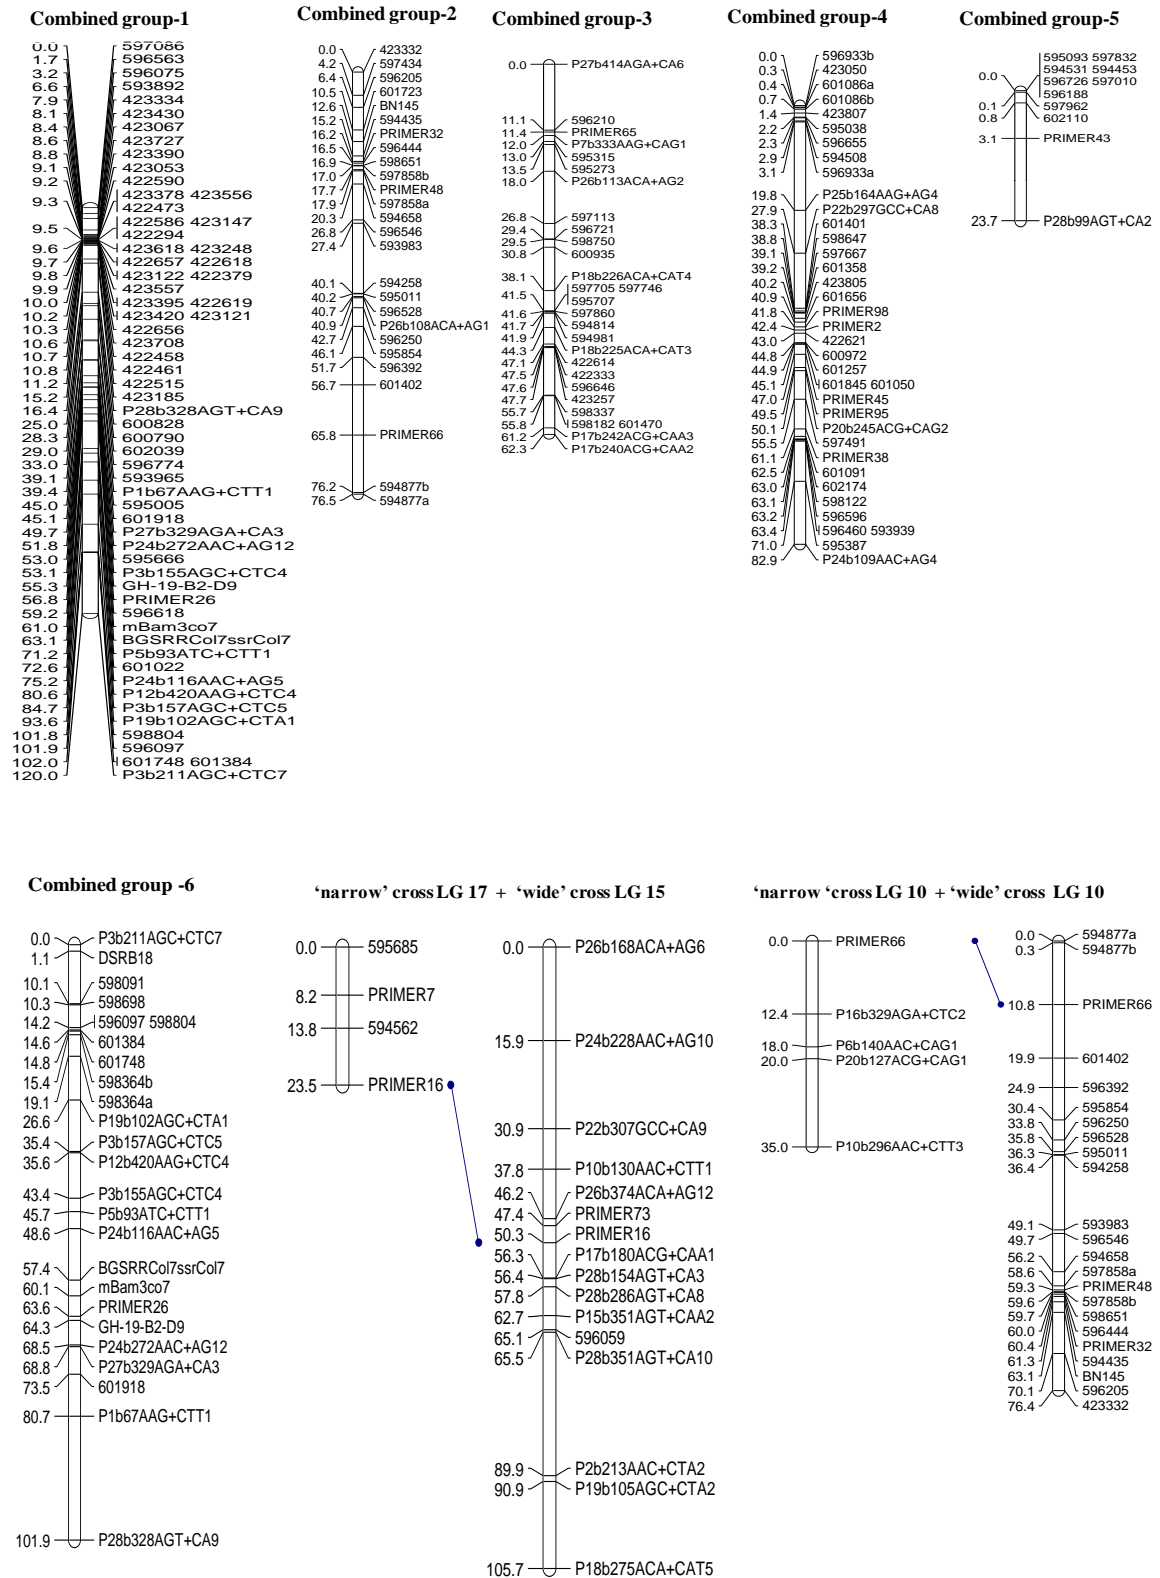 Combined group-1
0.0 597086
1.7 596563
3.2 596075
6.6 593892
7.9 423334
8.1 423430
8.4 423067
8.6 423727
8.8 423390
9.1 423053
9.2 422590
9.3 423378 423556
422473
9.5 422586 423147
422294
9.6 423618 423248
9.7 422657 422618
9.8 423122 422379
9.9 423557
10.0 423395 422619
10.2 423420 423121
10.3 422656
10.6 423708
10.7 422458
10.8 422461
11.2 422515
15.2 423185
16.4 P28b328AGT+CA9
25.0 600828
28.3 600790
29.0 602039
33.0 596774
39.1 593965
39.4 P1b67AAG+CTT1
45.0 595005
45.1 601918
49.7 P27b329AGA+CA3
51.8 P24b272AAC+AG12
53.0 595666
53.1 P3b155AGC+CTC4
55.3 GH-19-B2-D9
56.8 PRIMER26
59.2 596618
61.0 mBam3co7
63.1 BGSRRCol7ssrCol7
71.2 P5b93ATC+CTT1
72.6 601022
75.2 P24b116AAC+AG5
80.6 P12b420AAG+CTC4
84.7 P3b157AGC+CTC5
93.6 P19b102AGC+CTA1
101.8 598804
101.9 596097
102.0 601748 601384
120.0 P3b211AGC+CTC7
Combined group-2
0.0 423332
4.2 597434
6.4 596205
10.5 601723
12.6 BN145
15.2 594435
16.2 PRIMER32
16.5 596444
16.9 598651
17.0 597858b
17.7 PRIMER48
17.9 597858a
20.3 594658
26.8 596546
27.4 593983
40.1 594258
40.2 595011
40.7 596528
40.9 P26b108ACA+AG1
42.7 596250
46.1 595854
51.7 596392
56.7 601402
65.8 PRIMER66
76.2 594877b
76.5 594877a
Combined group-3
0.0 P27b414AGA+CA6
11.1 596210
11.4 PRIMER65
12.0 P7b333AAG+CAG1
13.0 595315
13.5 595273
18.0 P26b113ACA+AG2
26.8 597113
29.4 596721
29.5 598750
30.8 600935
38.1 P18b226ACA+CAT4
41.5 597705 597746
595707
41.6 597860
41.7 594814
41.9 594981
44.3 P18b225ACA+CAT3
47.1 422614
47.5 422333
47.6 596646
47.7 423257
55.7 598337
55.8 598182 601470
61.2 P17b242ACG+CAA3
62.3 P17b240ACG+CAA2
Combined group-4
0.0 596933b
0.3 423050
0.4 601086a
0.7 601086b
1.4 423807
2.2 595038
2.3 596655
2.9 594508
3.1 596933a
19.8 P25b164AAG+AG4
27.9 P22b297GCC+CA8
38.3 601401
38.8 598647
39.1 597667
39.2 601358
40.2 423805
40.9 601656
41.8 PRIMER98
42.4 PRIMER2
43.0 422621
44.8 600972
44.9 601257
45.1 601845 601050
47.0 PRIMER45
49.5 PRIMER95
50.1 P20b245ACG+CAG2
55.5 597491
61.1 PRIMER38
62.5 601091
63.0 602174
63.1 598122
63.2 596596
63.4 596460 593939
71.0 595387
82.9 P24b109AAC+AG4
Combined group-5
595093 597832
0.0 594531 594453
596726 597010
596188
0.1 597962
0.8 602110
3.1 PRIMER43
23.7 P28b99AGT+CA2
Combined group -6
0.0 P3b211AGC+CTC7
1.1 DSRB18
10.1 598091
10.3 598698
14.2 596097 598804
14.6 601384
14.8 601748
15.4 598364b
19.1 598364a
26.6 P19b102AGC+CTA1
35.4 P3b157AGC+CTC5
35.6 P12b420AAG+CTC4
43.4 P3b155AGC+CTC4
45.7 P5b93ATC+CTT1
48.6 P24b116AAC+AG5
57.4 BGSRRCol7ssrCol7
60.1 mBam3co7
63.6 PRIMER26
64.3 GH-19-B2-D9
68.5 P24b272AAC+AG12
68.8 P27b329AGA+CA3
73.5 601918
80.7 P1b67AAG+CTT1
101.9 P28b328AGT+CA9
‘narrow’ cross LG 17 + ‘wide’ cross LG 15
0.0 595685
8.2 PRIMER7
13.8 594562
23.5 PRIMER16
0.0 P26b168ACA+AG6
15.9 P24b228AAC+AG10
30.9 P22b307GCC+CA9
37.8 P10b130AAC+CTT1
46.2 P26b374ACA+AG12
47.4 PRIMER73
50.3 PRIMER16
56.3 P17b180ACG+CAA1
56.4 P28b154AGT+CA3
57.8 P28b286AGT+CA8
62.7 P15b351AGT+CAA2
65.1 596059
65.5 P28b351AGT+CA10
89.9 P2b213AAC+CTA2
90.9 P19b105AGC+CTA2
105.7 P18b275ACA+CAT5
‘narrow ‘cross LG 10 + ‘wide’ cross LG 10
0.0 PRIMER66
12.4 P16b329AGA+CTC2
18.0 P6b140AAC+CAG1
20.0 P20b127ACG+CAG1
35.0 P10b296AAC+CTT3
0.0 594877a
0.3 594877b
10.8 PRIMER66
19.9 601402
24.9 596392
30.4 595854
33.8 596250
35.8 596528
36.3 595011
36.4 594258
49.1 593983
49.7 596546
56.2 594658
58.6 597858a
59.3 PRIMER48
59.6 597858b
59.7 598651
60.0 596444
60.4 PRIMER32
61.3 594435
63.1 BN145
70.1 596205
76.4 423332